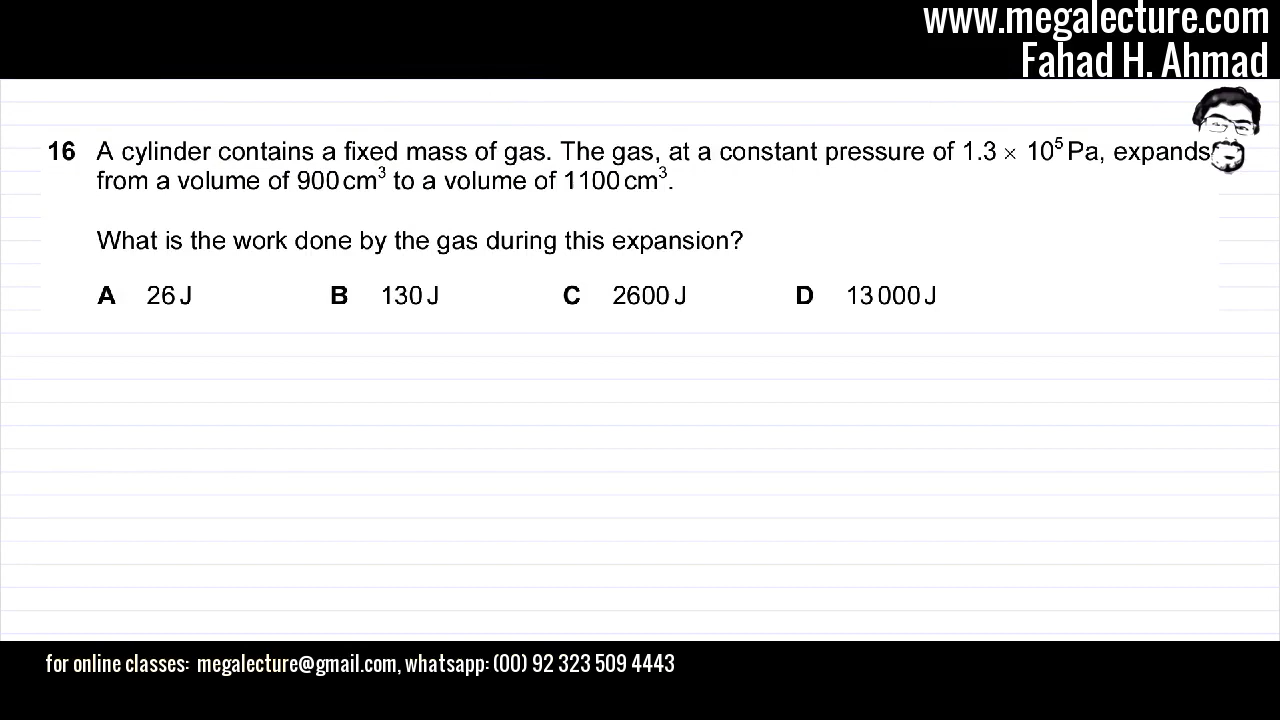 www.megalecture.com
Fahad H. Ahmad
16 A cylinder contains a fixed mass of gas. The gas, at a constant pressure of 1.3 × 10⁵ Pa, expands
from a volume of 900 cm³ to a volume of 1100 cm³.
What is the work done by the gas during this expansion?
A 26 J B 130 J C 2600 J D 13 000 J
for online classes: megalecture@gmail.com, whatsapp: (00) 92 323 509 4443